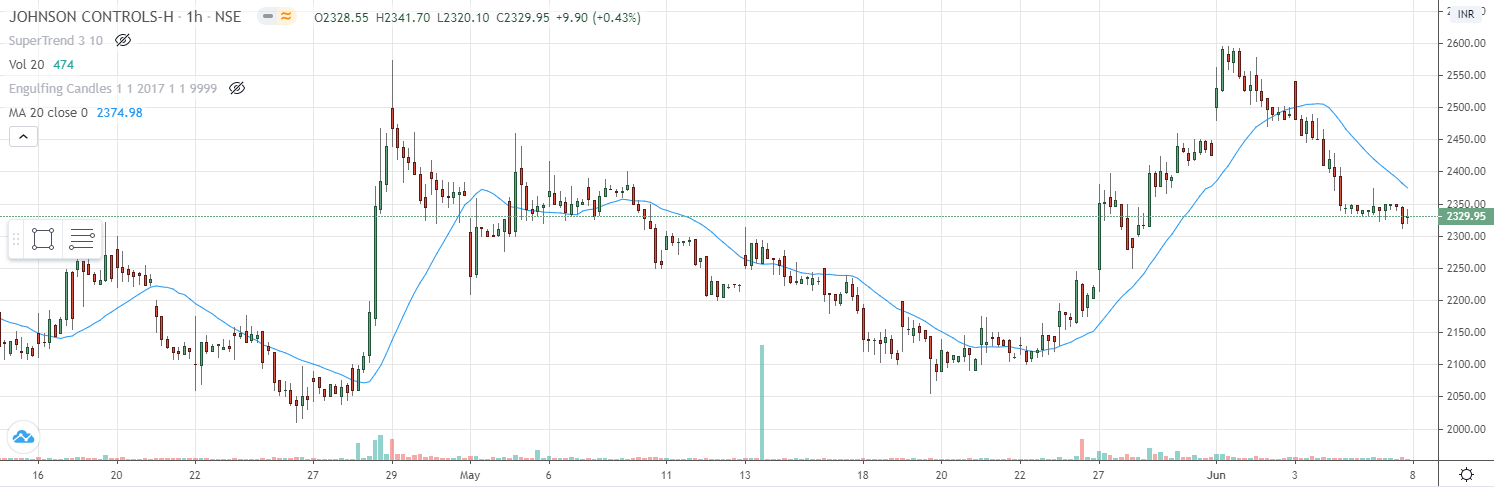 JOHNSON CONTROLS-H · 1h · NSE O2328.55 H2341.70 L2320.10 C2329.95 +9.90 (+0.43%)
INR
SuperTrend 3 10
2600.00
Vol 20 474
2550.00
Engulfing Candles 1 1 2017 1 1 9999
MA 20 close 0 2374.98
2500.00
2450.00
2400.00
2350.00
2329.95
2300.00
2250.00
2200.00
2150.00
2100.00
2050.00
2000.00
16 20 22 27 29 May 6 11 13 18 20 22 27 Jun 3 8